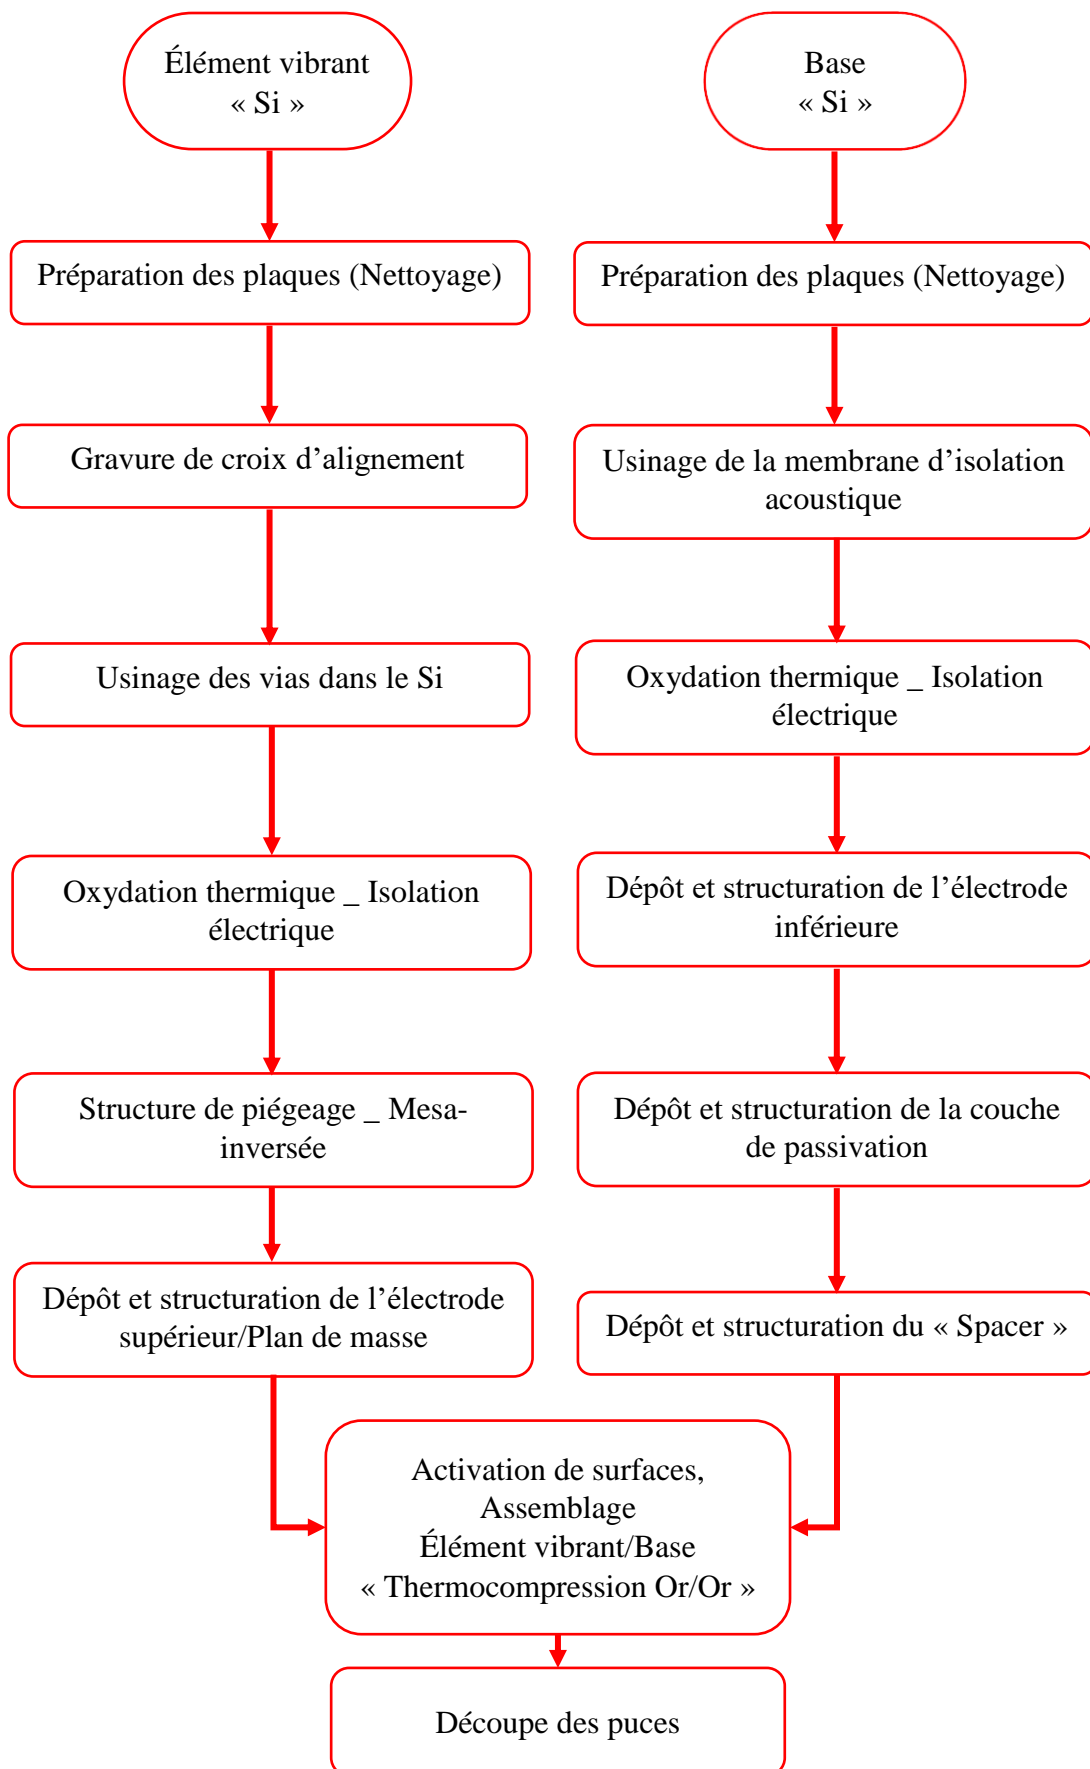 Élément vibrant
« Si »
Préparation des plaques (Nettoyage)
Gravure de croix d’alignement
Usinage des vias dans le Si
Oxydation thermique _ Isolation
électrique
Structure de piégeage _ Mesa-
inversée
Dépôt et structuration de l’électrode
supérieur/Plan de masse
Base
« Si »
Préparation des plaques (Nettoyage)
Usinage de la membrane d’isolation
acoustique
Oxydation thermique _ Isolation
électrique
Dépôt et structuration de l’électrode
inférieure
Dépôt et structuration de la couche
de passivation
Dépôt et structuration du « Spacer »
Activation de surfaces,
Assemblage
Élément vibrant/Base
« Thermocompression Or/Or »
Découpe des puces